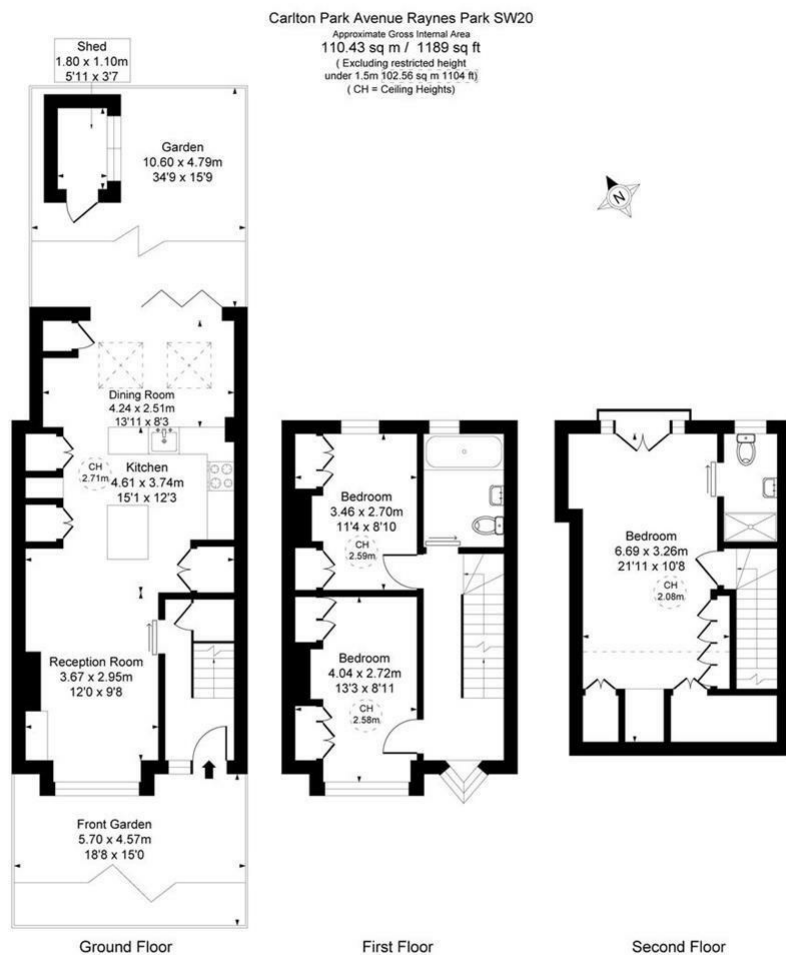 Carlton Park Avenue Raynes Park SW20
Approximate Gross Internal Area
110.43 sq m / 1189 sq ft
( Excluding restricted height
under 1.5m 102.56 sq m 1104 ft)
( CH = Ceiling Heights)
Shed
1.80 x 1.10m
5'11 x 3'7
Garden
10.60 x 4.79m
34'9 x 15'9
N
Dining Room
4.24 x 2.51m
13'11 x 8'3
CH
2.71m
Kitchen
4.61 x 3.74m
15'1 x 12'3
Reception Room
3.67 x 2.95m
12'0 x 9'8
Front Garden
5.70 x 4.57m
18'8 x 15'0
Ground Floor
Bedroom
3.46 x 2.70m
11'4 x 8'10
CH
2.59m
Bedroom
4.04 x 2.72m
13'3 x 8'11
CH
2.58m
First Floor
Bedroom
6.69 x 3.26m
21'11 x 10'8
CH
2.08m
Second Floor